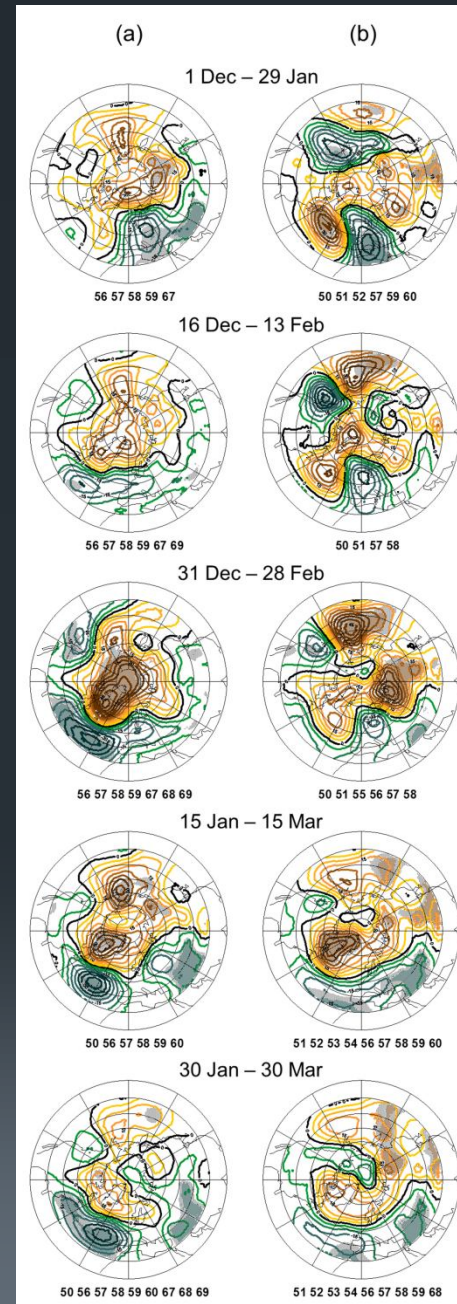 (a) (b)
1 Dec – 29 Jan
56 57 58 59 67 50 51 52 57 59 60
16 Dec – 13 Feb
56 57 58 59 67 69 50 51 57 58
31 Dec – 28 Feb
56 57 58 59 67 68 69 50 51 55 56 57 58
15 Jan – 15 Mar
50 56 57 58 59 60 51 52 53 54 56 57 58 59 60
30 Jan – 30 Mar
50 56 57 58 59 60 67 68 69 51 52 53 54 56 57 58 59 68